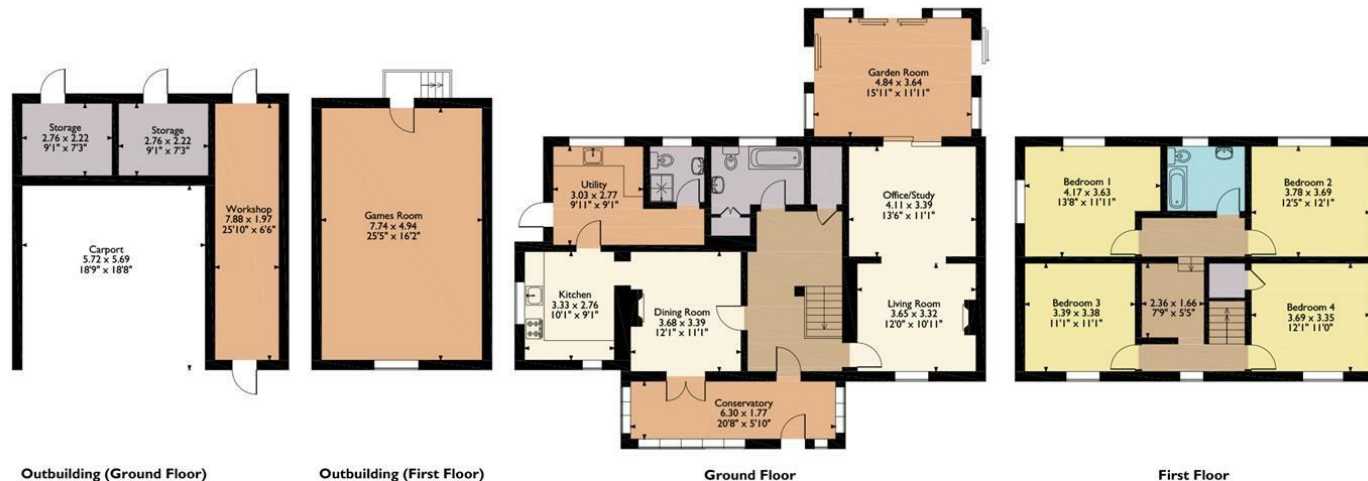 Storage
2.76 x 2.22
9'1" x 7'3"
Storage
2.76 x 2.22
9'1" x 7'3"
Workshop
7.88 x 1.97
25'10" x 6'6"
Carport
5.72 x 5.69
18'9" x 18'8"
Outbuilding (Ground Floor)
Games Room
7.74 x 4.94
25'5" x 16'2"
Outbuilding (First Floor)
Garden Room
4.84 x 3.64
15'11" x 11'11"
Utility
3.03 x 2.77
9'11" x 9'1"
Office/Study
4.11 x 3.39
13'6" x 11'1"
Kitchen
3.33 x 2.76
10'1" x 9'1"
Dining Room
3.68 x 3.39
12'1" x 11'1"
Living Room
3.65 x 3.32
12'0" x 10'11"
Conservatory
6.30 x 1.77
20'8" x 5'10"
Ground Floor
Bedroom 1
4.17 x 3.63
13'8" x 11'11"
Bedroom 2
3.78 x 3.69
12'5" x 12'1"
Bedroom 3
3.39 x 3.38
11'1" x 11'1"
2.36 x 1.66
7'9" x 5'5"
Bedroom 4
3.69 x 3.35
12'1" 11'0"
First Floor